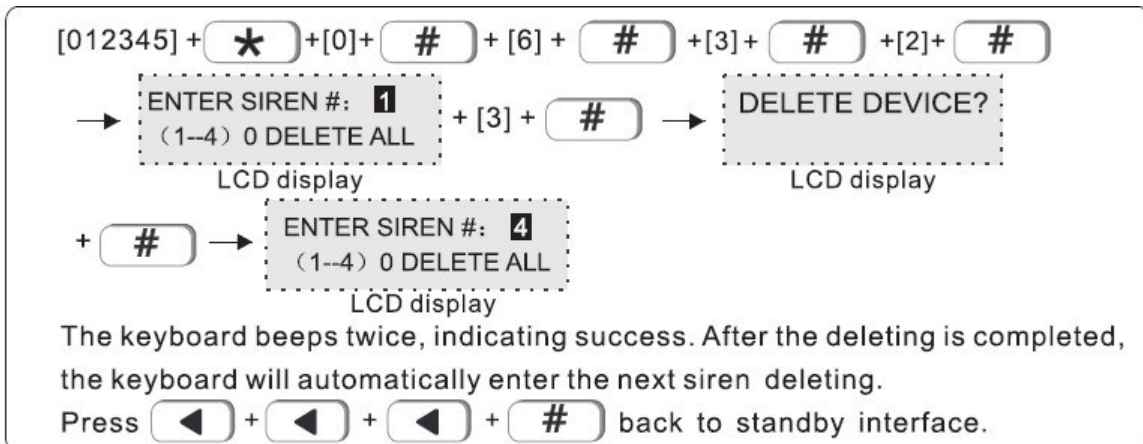 [012345] + * +[0]+ # + [6] + # +[3]+ # +[2]+ #
ENTER SIREN #: 1
（1--4）0 DELETE ALL
LCD display
+ [3] + #
DELETE DEVICE?
LCD display
+ #
ENTER SIREN #: 4
（1--4）0 DELETE ALL
LCD display
The keyboard beeps twice, indicating success. After the deleting is completed,
the keyboard will automatically enter the next siren deleting.
Press ◀ + ◀ + ◀ + # back to standby interface.